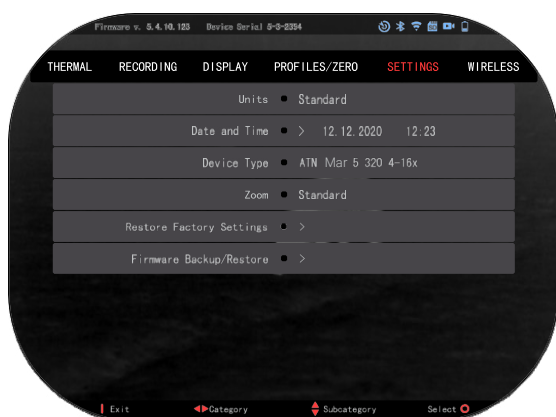 Firmware v. 5.4.10.123 Device Serial 5-3-2354
THERMAL RECORDING DISPLAY PROFILES/ZERO SETTINGS WIRELESS
Units Standard
Date and Time > 12.12.2020 12:23
Device Type ATN Mar 5 320 4-16x
Zoom Standard
Restore Factory Settings >
Firmware Backup/Restore >
Exit Category Subcategory Select